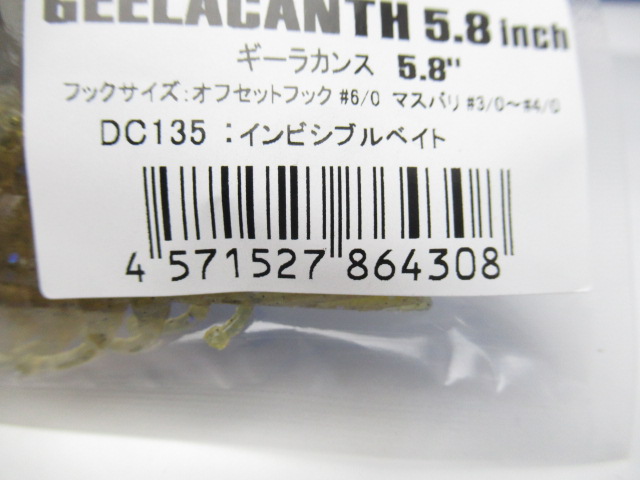 GEELACANTH 5.8 inch
ギーラカンス 5.8"
フックサイズ:オフセットフック #6/0 マスバリ #3/0〜#4/0
DC135 :インビシブルベイト
4 571527 864308